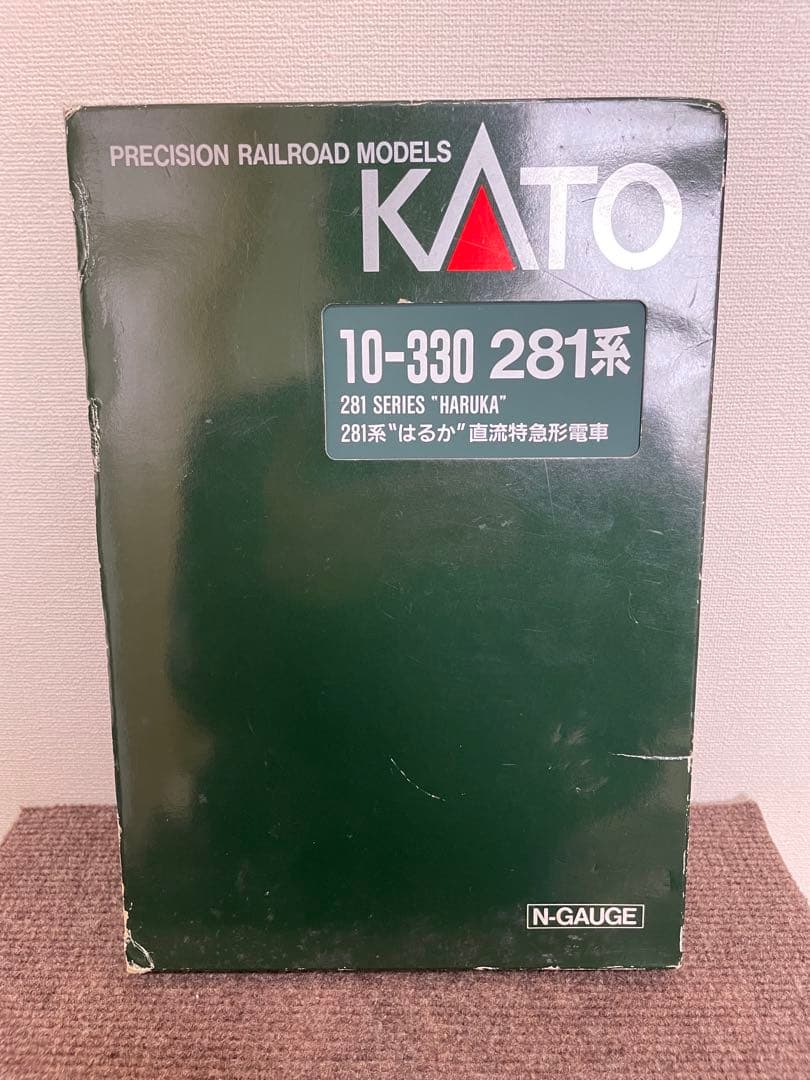 PRECISION RAILROAD MODELS
KATO
10-330 281系
281 SERIES "HARUKA"
281系"はるか"直流特急形電車
N-GAUGE